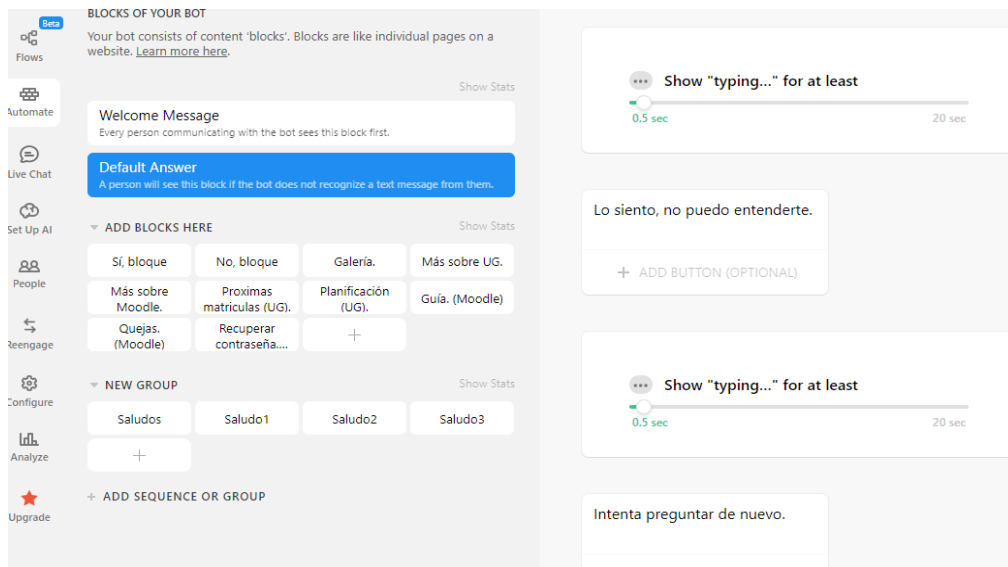 Beta
Flows
Automate
Live Chat
Set Up AI
People
Reengage
Configure
Analyze
Upgrade
BLOCKS OF YOUR BOT
Your bot consists of content ‘blocks’. Blocks are like individual pages on a
website. Learn more here.
Show Stats
Welcome Message
Every person communicating with the bot sees this block first.
Default Answer
A person will see this block if the bot does not recognize a text message from them.
ADD BLOCKS HERE
Show Stats
Sí, bloque
No, bloque
Galería.
Más sobre UG.
Más sobre
Moodle.
Proximas
matriculas (UG).
Planificación
(UG).
Guía. (Moodle)
Quejas.
(Moodle)
Recuperar
contraseña....
NEW GROUP
Show Stats
Saludos
Saludo1
Saludo2
Saludo3
+ ADD SEQUENCE OR GROUP
Show "typing..." for at least
0.5 sec
20 sec
Lo siento, no puedo entenderte.
+ ADD BUTTON (OPTIONAL)
Show "typing..." for at least
0.5 sec
20 sec
Intenta preguntar de nuevo.